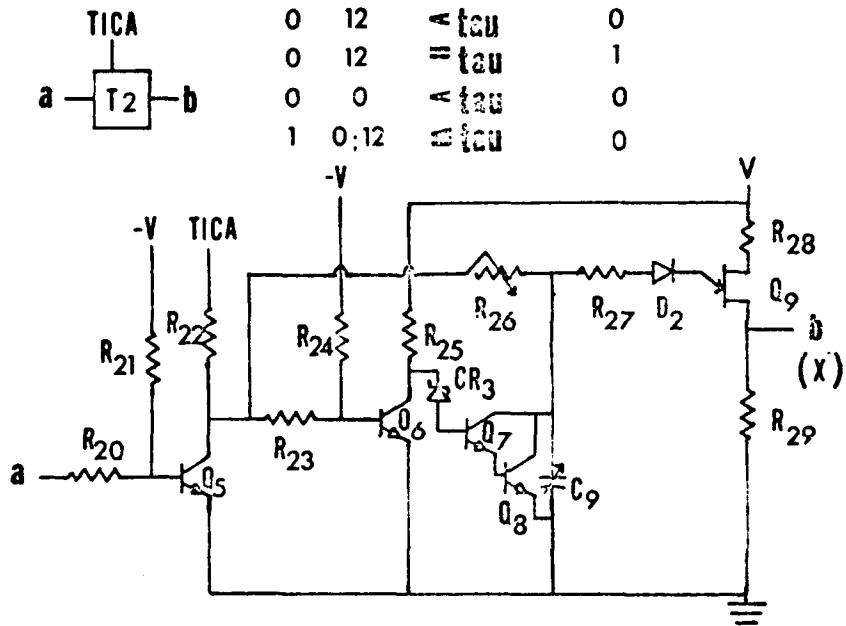 TICA
a T2 b
0 12 < tau 0
0 12 = tau 1
0 0 < tau 0
1 0;12 ≤ tau 0
-V
V
-V TICA
R28
R22
R26 R27 D2 Q9
R21
R24
R25
b
CR3
(X)
R20
R23
Q6
Q7
R29
a
Q5
Q8
C9